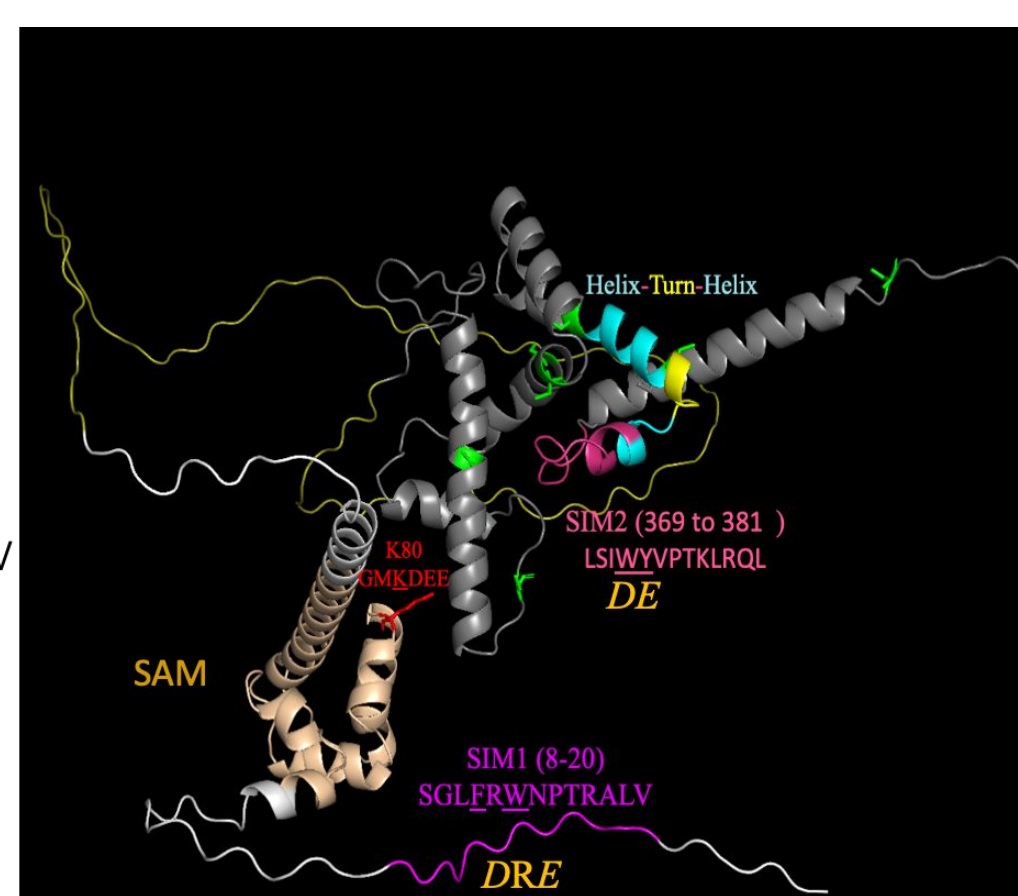 Helix-Turn-Helix
SIM2 (369 to 381 )
LSIWYVPTKLRQL
DE
K80
GMKDEE
SAM
SIM1 (8-20)
SGLFRWNPTRALV
DRE